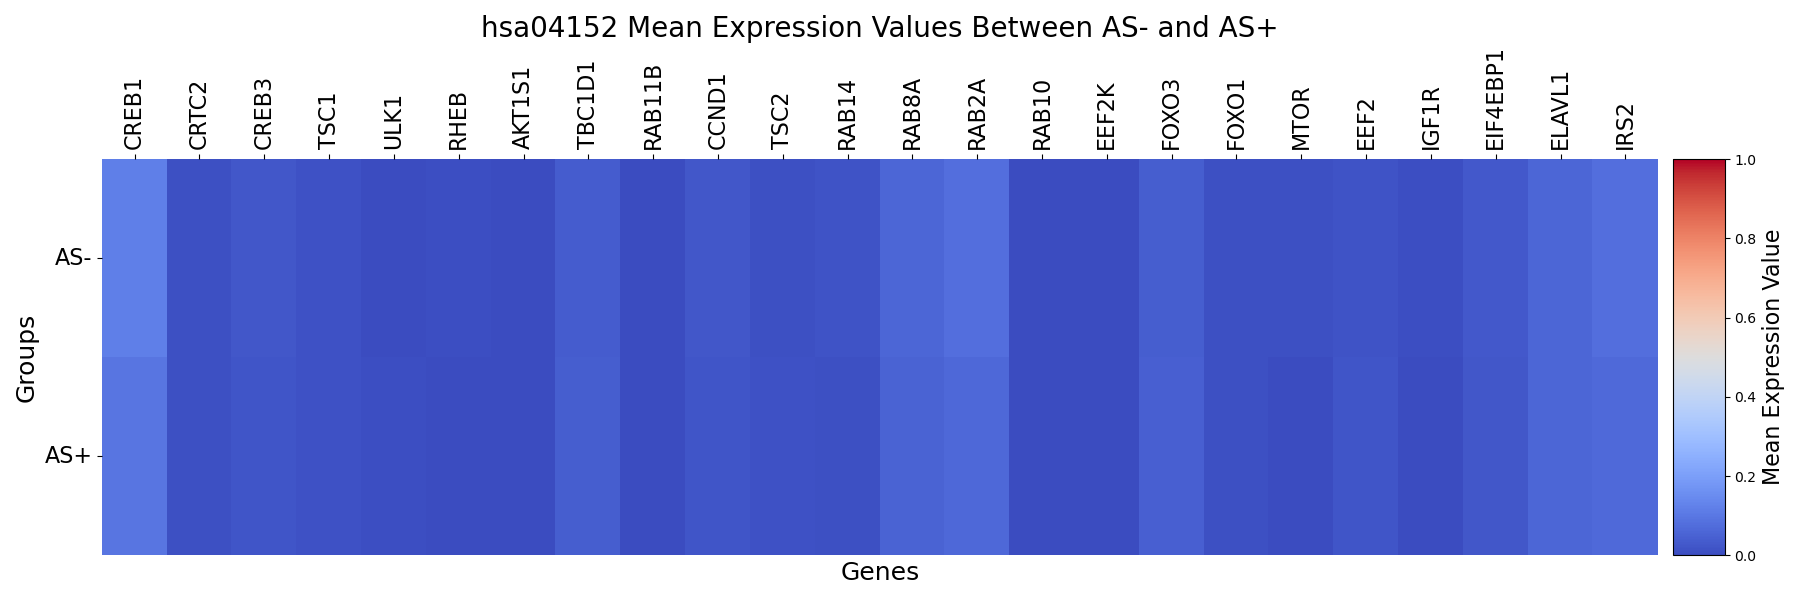 hsa04152 Mean Expression Values Between AS- and AS+
CREB1
CRTC2
CREB3
TSC1
ULK1
RHEB
AKT1S1
TBC1D1
RAB11B
CCND1
TSC2
RAB14
RAB8A
RAB2A
RAB10
EEF2K
FOXO3
FOXO1
MTOR
EEF2
IGF1R
EIF4EBP1
ELAVL1
IRS2
Groups
AS-
AS+
Genes
1.0
0.8
0.6
0.4
0.2
0.0
Mean Expression Value